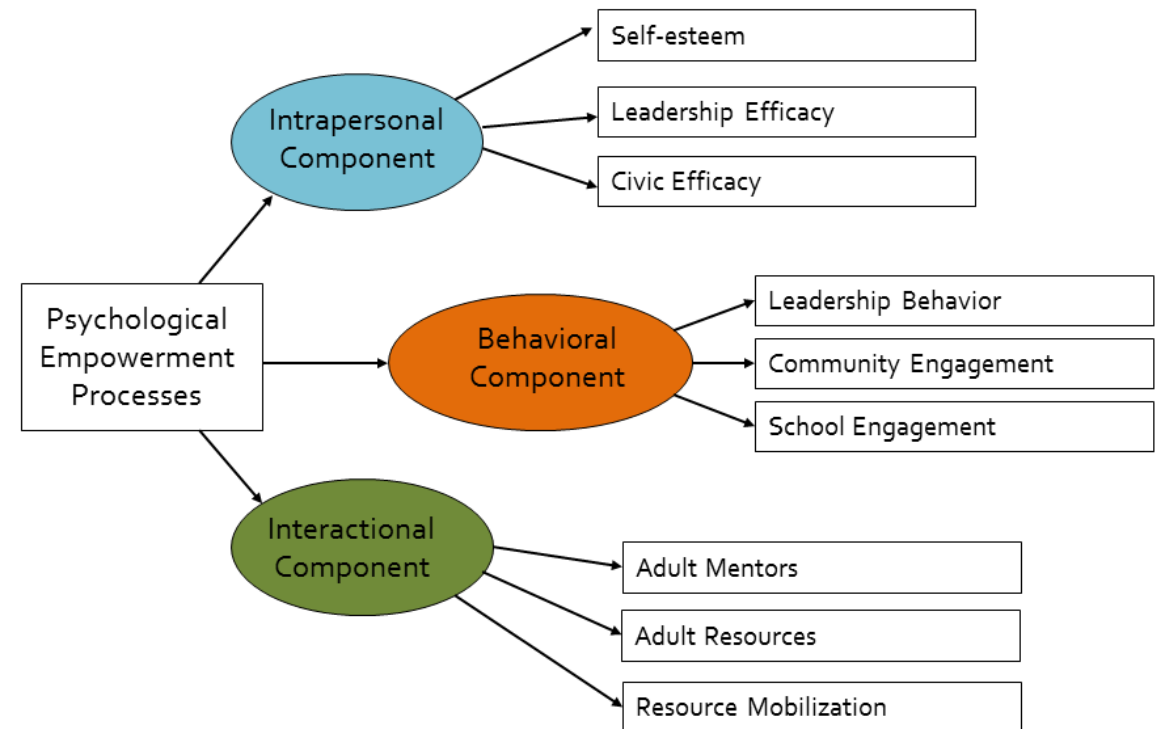 Self-esteem
Intrapersonal
Component
Leadership Efficacy
Civic Efficacy
Psychological
Empowerment
Processes
Behavioral
Component
Leadership Behavior
Community Engagement
School Engagement
Interactional
Component
Adult Mentors
Adult Resources
Resource Mobilization